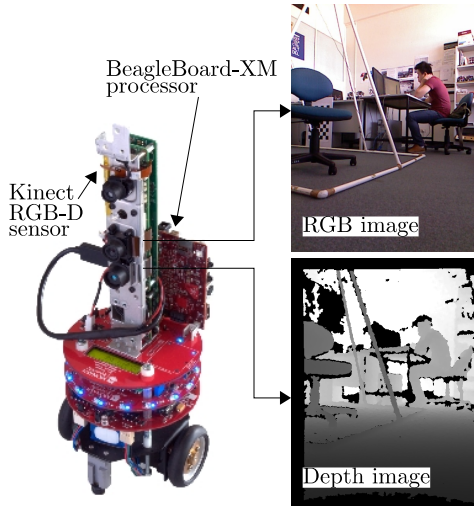 BeagleBoard-XM
processor
Kinect
RGB-D
sensor
RGB image
Depth image